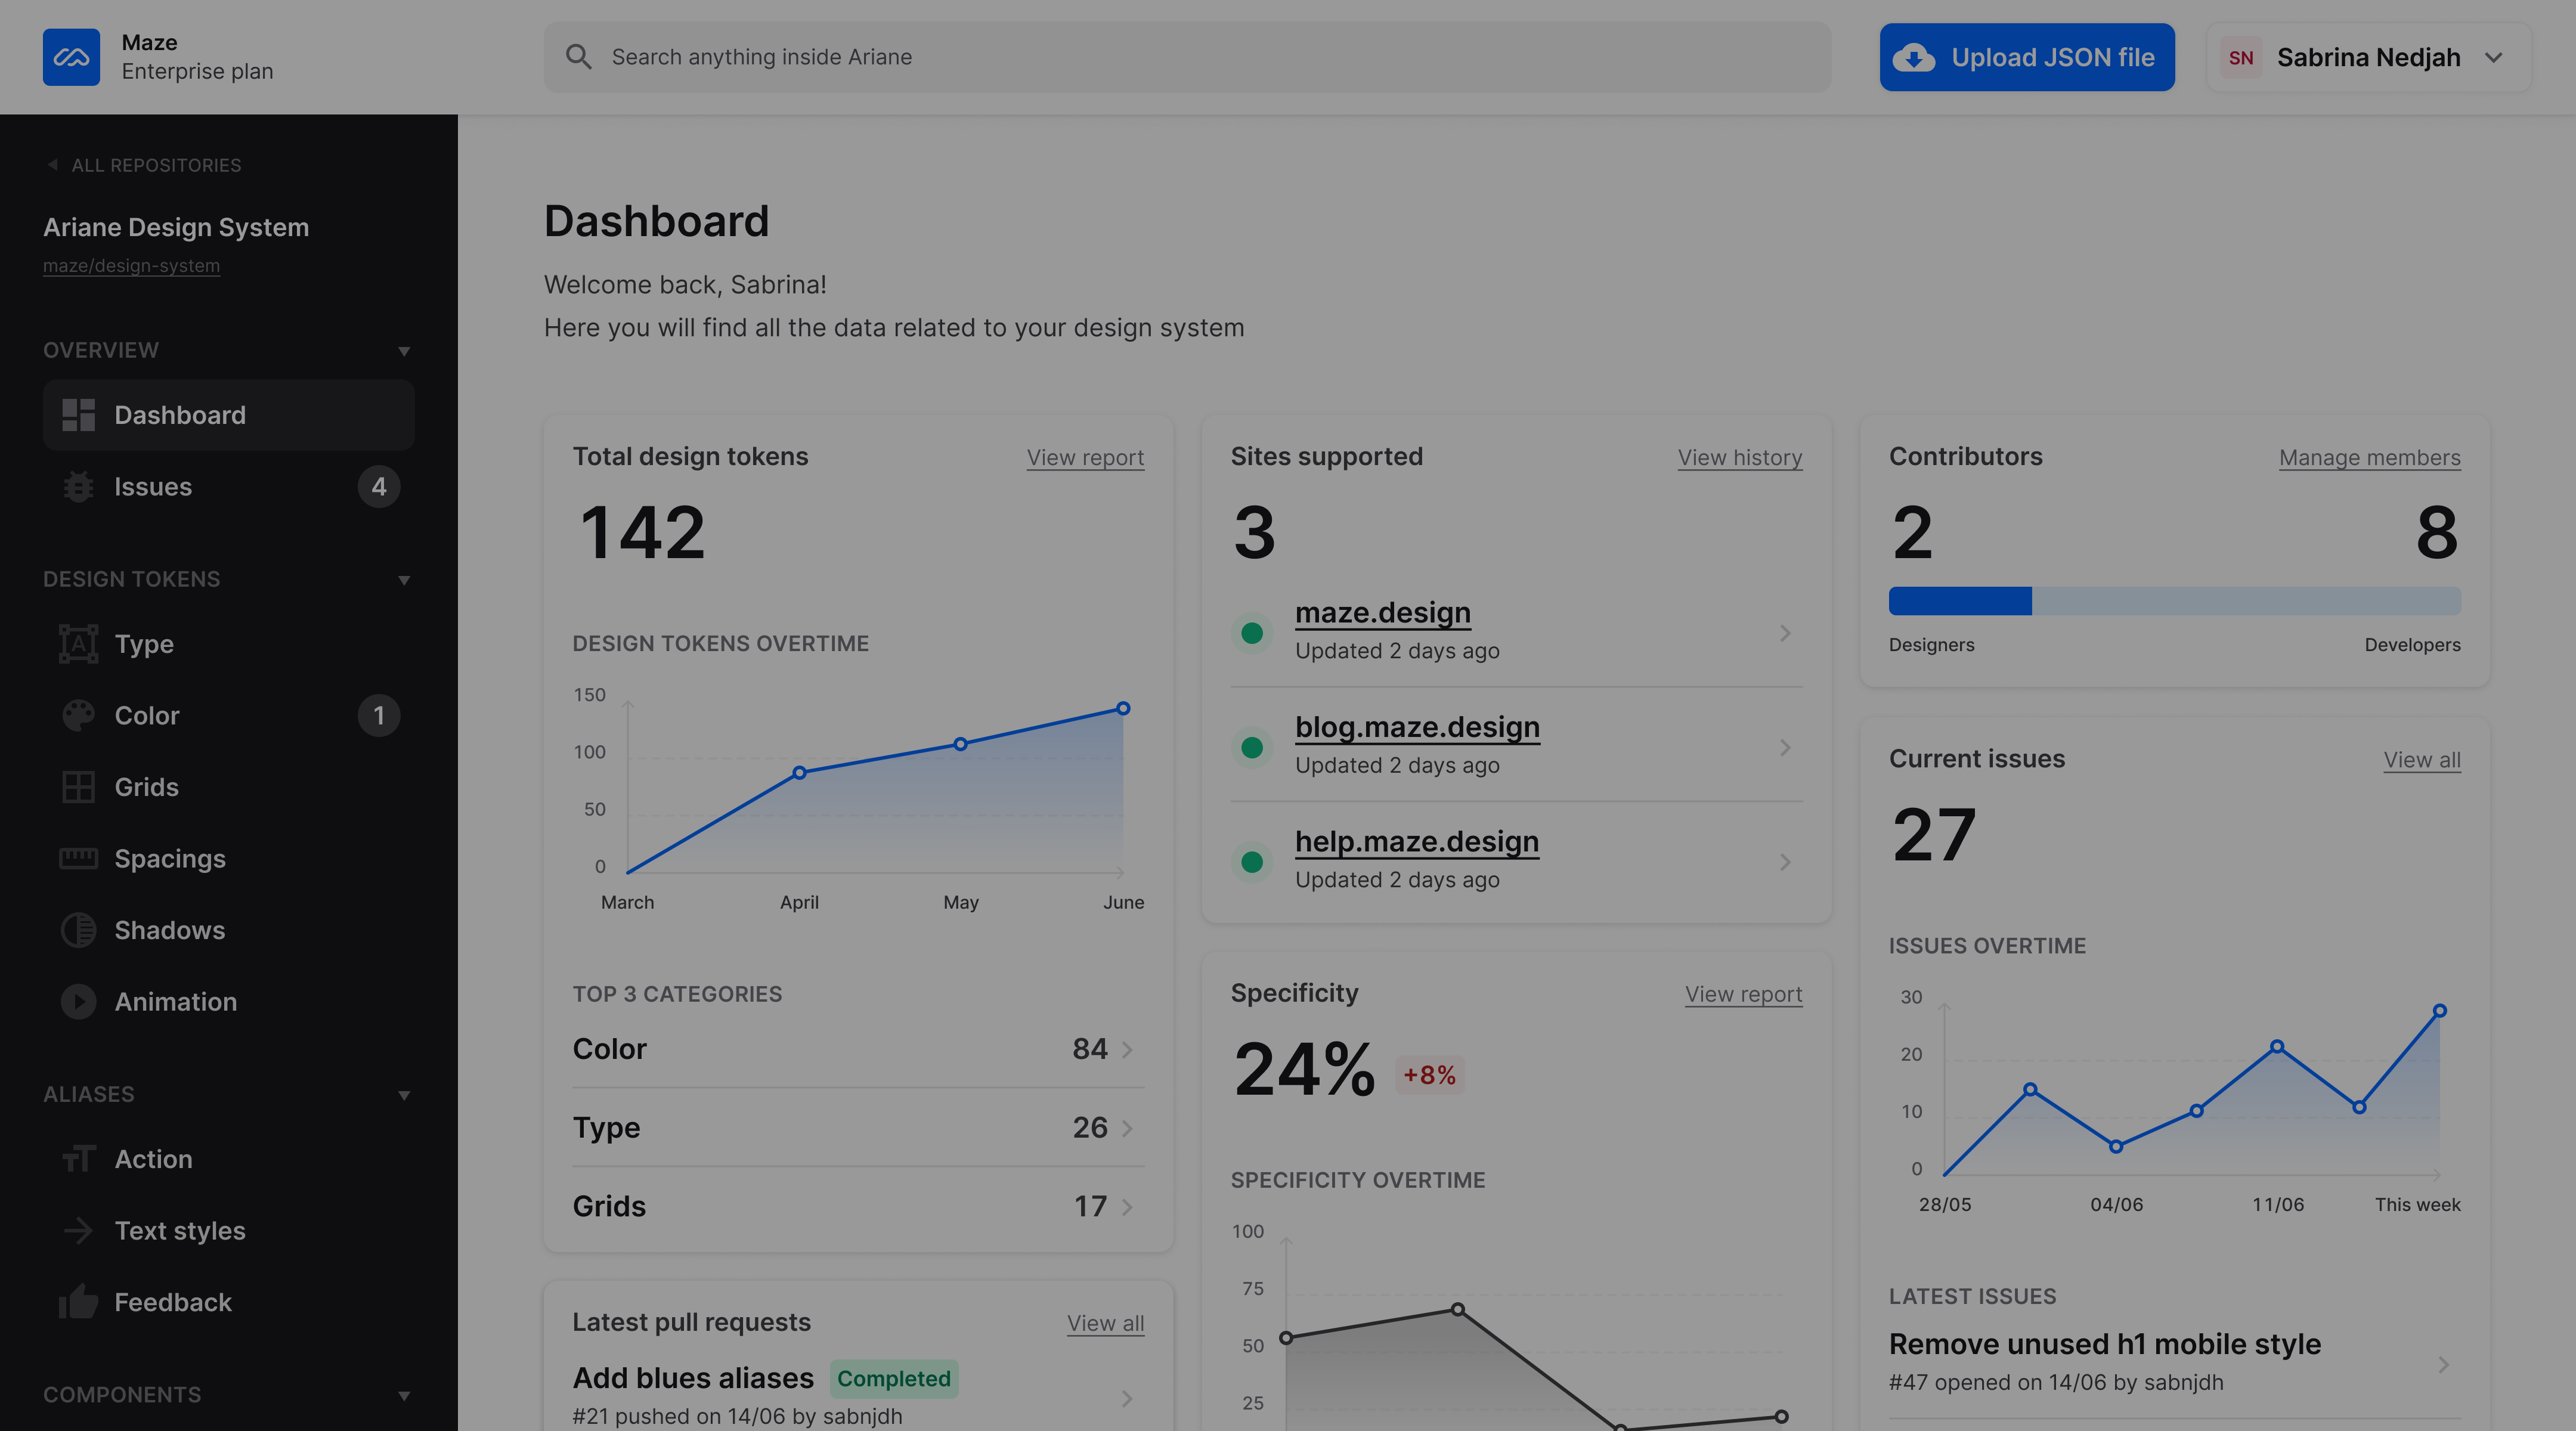 Maze
Enterprise plan
Search anything inside Ariane
Upload JSON file
SN
Sabrina Nedjah
ALL REPOSITORIES
Ariane Design System
maze/design-system
OVERVIEW
Dashboard
Issues
4
DESIGN TOKENS
Type
Color
1
Grids
Spacings
Shadows
Animation
ALIASES
Action
Text styles
Feedback
COMPONENTS
Dashboard
Welcome back, Sabrina!
Here you will find all the data related to your design system
Total design tokens
View report
142
DESIGN TOKENS OVERTIME
150
100
50
0
March
April
May
June
TOP 3 CATEGORIES
Color
84
Type
26
Grids
17
Latest pull requests
View all
Add blues aliases
Completed
#21 pushed on 14/06 by sabnjdh
Sites supported
View history
3
maze.design
Updated 2 days ago
blog.maze.design
Updated 2 days ago
help.maze.design
Updated 2 days ago
Specificity
View report
24%
+8%
SPECIFICITY OVERTIME
100
75
50
25
Contributors
Manage members
2
8
Designers
Developers
Current issues
View all
27
ISSUES OVERTIME
30
20
10
0
28/05
04/06
11/06
This week
LATEST ISSUES
Remove unused h1 mobile style
#47 opened on 14/06 by sabnjdh